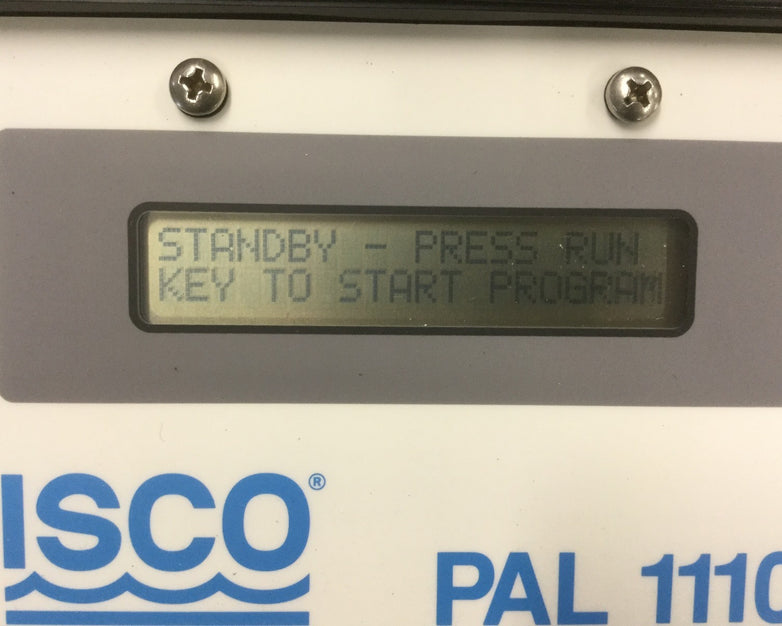 STANDBY - PRESS RUN
KEY TO START PROGRAM
ISCO®
PAL 1110